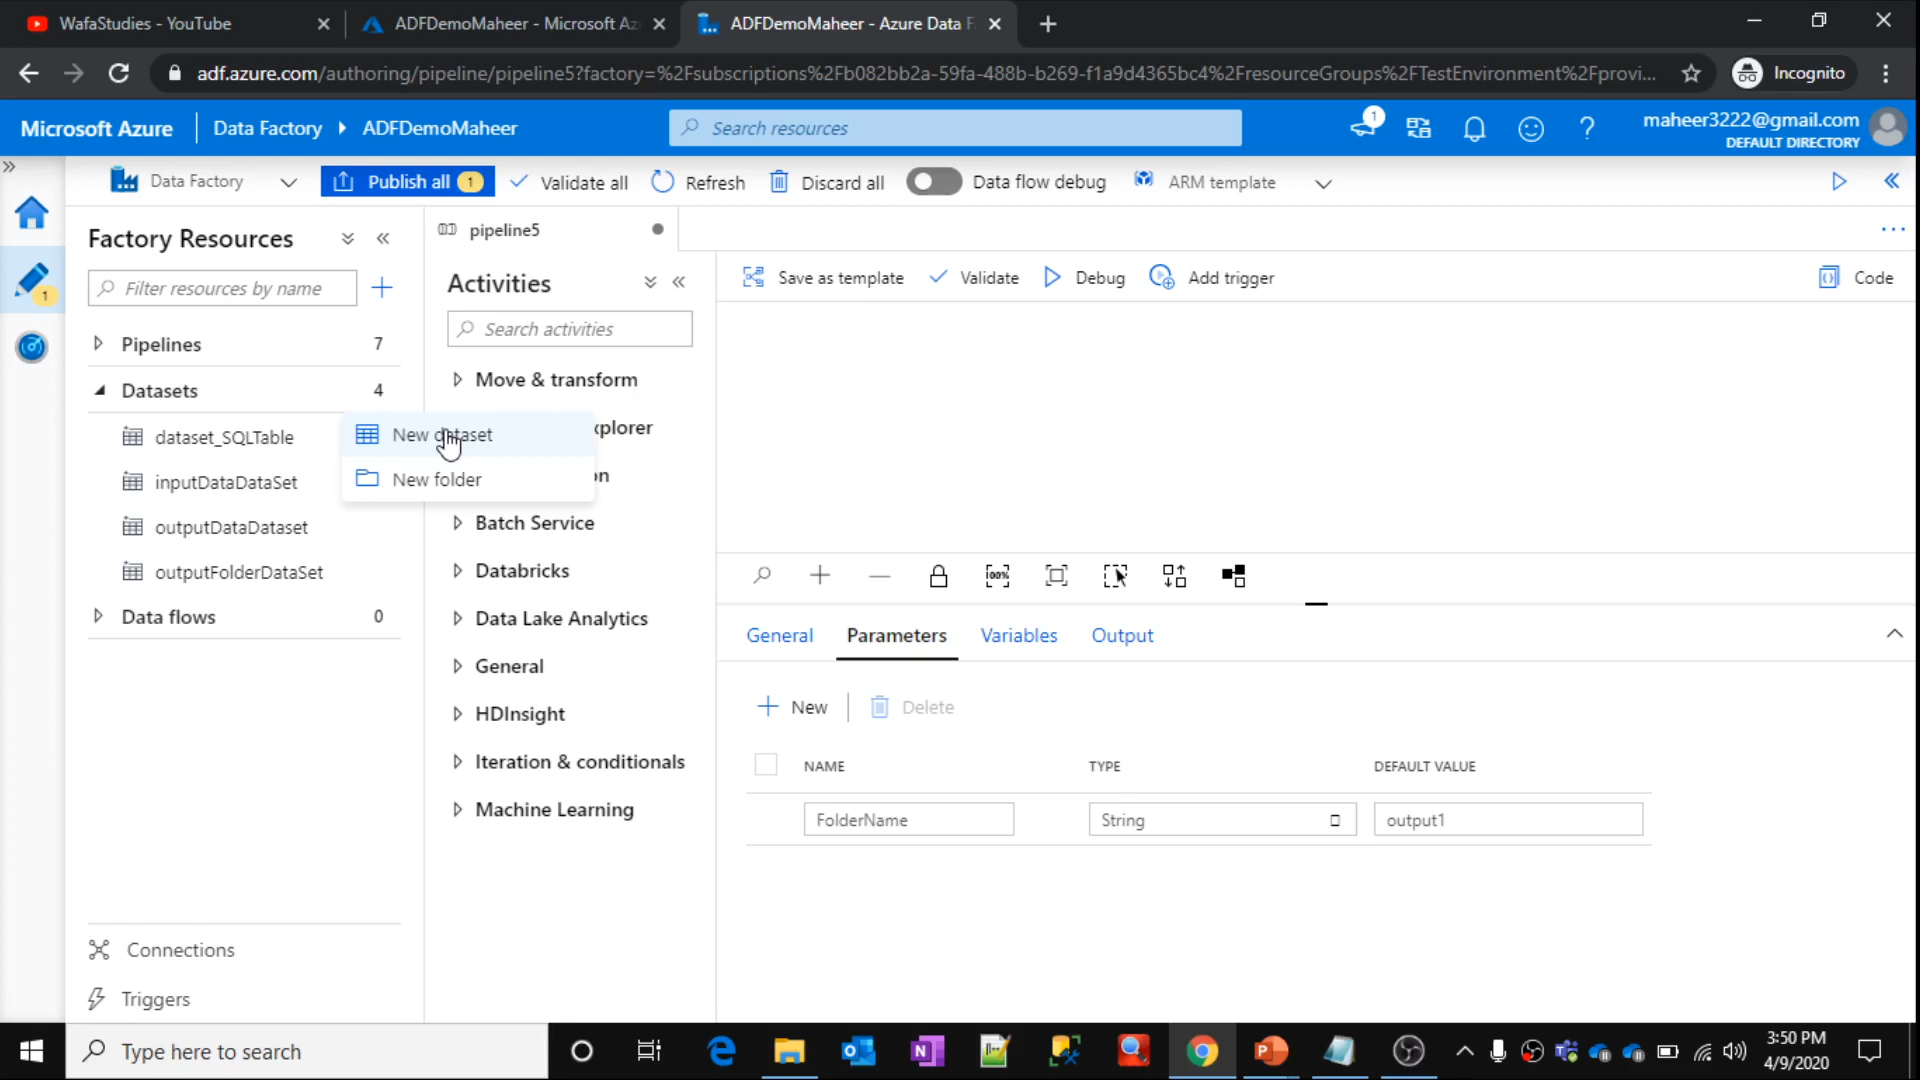 WafaStudies - YouTube
ADFDemoMaheer - Microsoft Az
ADFDemoMaheer - Azure Data F
adf.azure.com/authoring/pipeline/pipeline5?factory=%2Fsubscriptions%2Fb082bb2a-59fa-488b-b269-f1a9d4365bc4%2FresourceGroups%2FTestEnvironment%2Fprovi...
Incognito
Microsoft Azure
Data Factory
ADFDemoMaheer
Search resources
1
maheer3222@gmail.com
DEFAULT DIRECTORY
Data Factory
Publish all 1
Validate all
Refresh
Discard all
Data flow debug
ARM template
Factory Resources
Filter resources by name
1
Pipelines 7
Datasets 4
dataset_SQLTable
inputDataDataSet
outputDataDataset
outputFolderDataSet
Data flows 0
New dataset
New folder
Connections
Triggers
pipeline5
Activities
Search activities
Move & transform
xplorer
on
Batch Service
Databricks
Data Lake Analytics
General
HDInsight
Iteration & conditionals
Machine Learning
Save as template
Validate
Debug
Add trigger
Code
100%
General
Parameters
Variables
Output
New
Delete
NAME
TYPE
DEFAULT VALUE
FolderName
String
output1
Type here to search
3:50 PM
4/9/2020